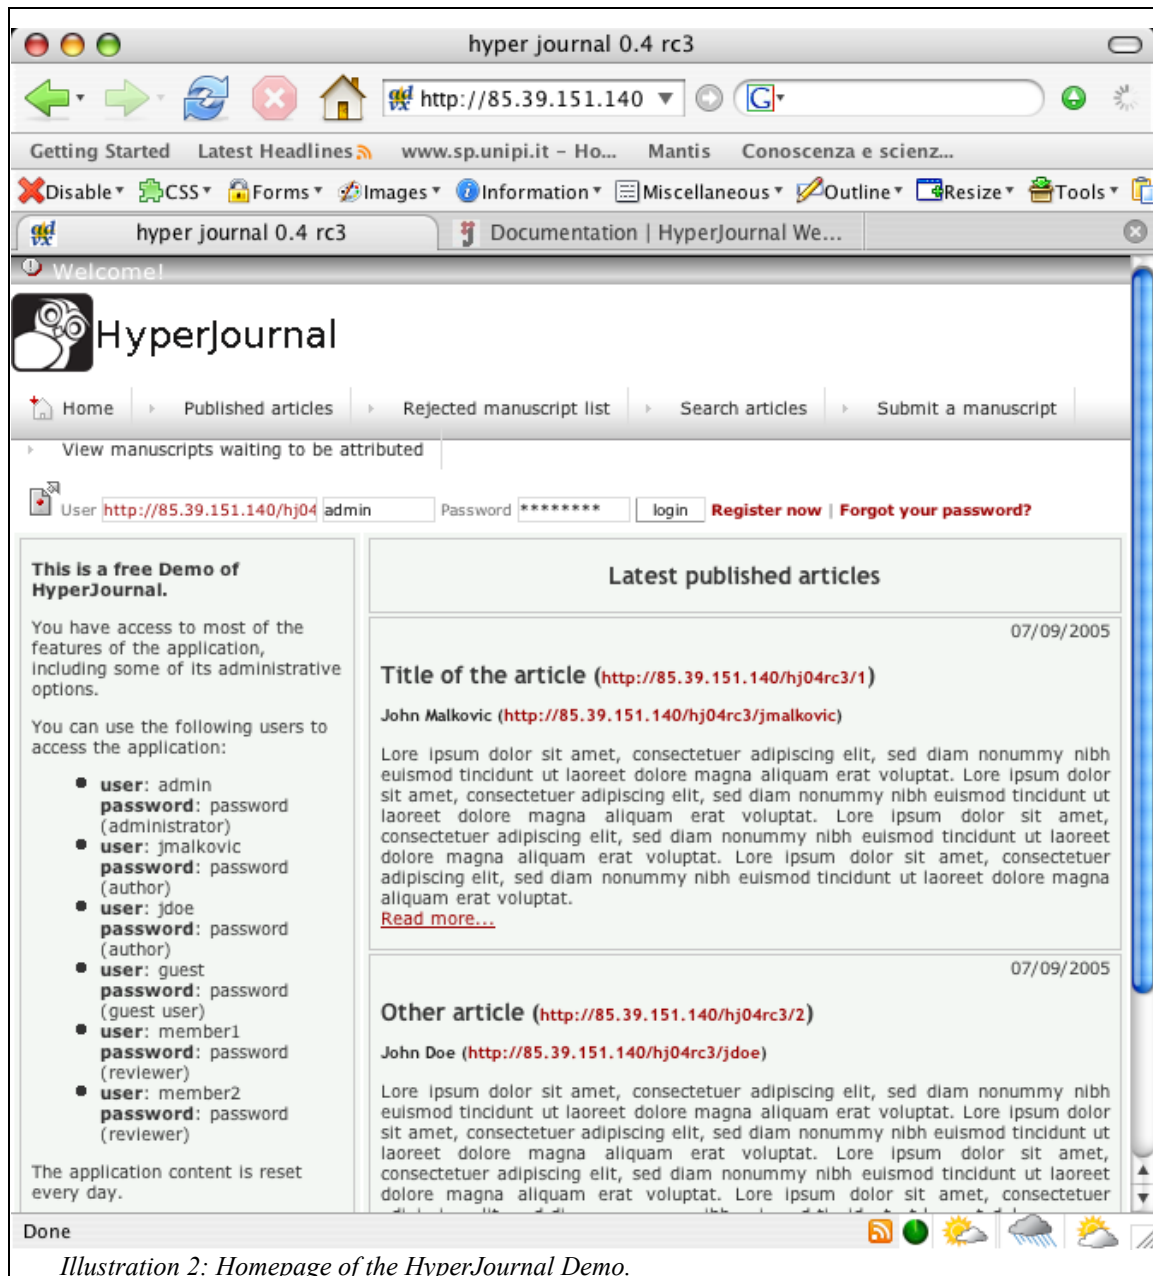 hyper journal 0.4 rc3
http://85.39.151.140
G
Getting Started Latest Headlines www.sp.unipi.it – Ho... Mantis Conoscenza e scienz...
Disable CSS Forms Images Information Miscellaneous Outline Resize Tools
hyper journal 0.4 rc3 Documentation | HyperJournal We...
Welcome!
HyperJournal
Home Published articles Rejected manuscript list Search articles Submit a manuscript
View manuscripts waiting to be attributed
User http://85.39.151.140/hj04 admin Password ******** login Register now | Forgot your password?
This is a free Demo of
HyperJournal.
You have access to most of the
features of the application,
including some of its administrative
options.
You can use the following users to
access the application:
user: admin
password: password
(administrator)
user: jmalkovic
password: password
(author)
user: jdoe
password: password
(author)
user: guest
password: password
(guest user)
user: member1
password: password
(reviewer)
user: member2
password: password
(reviewer)
The application content is reset
every day.
Latest published articles
07/09/2005
Title of the article (http://85.39.151.140/hj04rc3/1)
John Malkovic (http://85.39.151.140/hj04rc3/jmalkovic)
Lorem ipsum dolor sit amet, consectetuer adipiscing elit, sed diam nonummy nibh
euismod tincidunt ut laoreet dolore magna aliquam erat voluptat. Lore ipsum dolor
sit amet, consectetuer adipiscing elit, sed diam nonummy nibh euismod tincidunt ut
laoreet dolore magna aliquam erat voluptat. Lore ipsum dolor sit amet,
consectetuer adipiscing elit, sed diam nonummy nibh euismod tincidunt ut laoreet
dolore magna aliquam erat voluptat. Lore ipsum dolor sit amet, consectetuer
adipiscing elit, sed diam nonummy nibh euismod tincidunt ut laoreet dolore magna
aliquam erat voluptat.
Read more...
07/09/2005
Other article (http://85.39.151.140/hj04rc3/2)
John Doe (http://85.39.151.140/hj04rc3/jdoe)
Lore ipsum dolor sit amet, consectetuer adipiscing elit, sed diam nonummy nibh
euismod tincidunt ut laoreet dolore magna aliquam erat voluptat. Lore ipsum dolor
sit amet, consectetuer adipiscing elit, sed diam nonummy nibh euismod tincidunt ut
laoreet dolore magna aliquam erat voluptat. Lore ipsum dolor sit amet,
consectetuer adipiscing elit, sed diam nonummy nibh euismod tincidunt ut laoreet
dolore magna aliquam erat voluptat. Lore ipsum dolor sit amet, consectetuer
Done
Illustration 2: Homepage of the HyperJournal Demo.